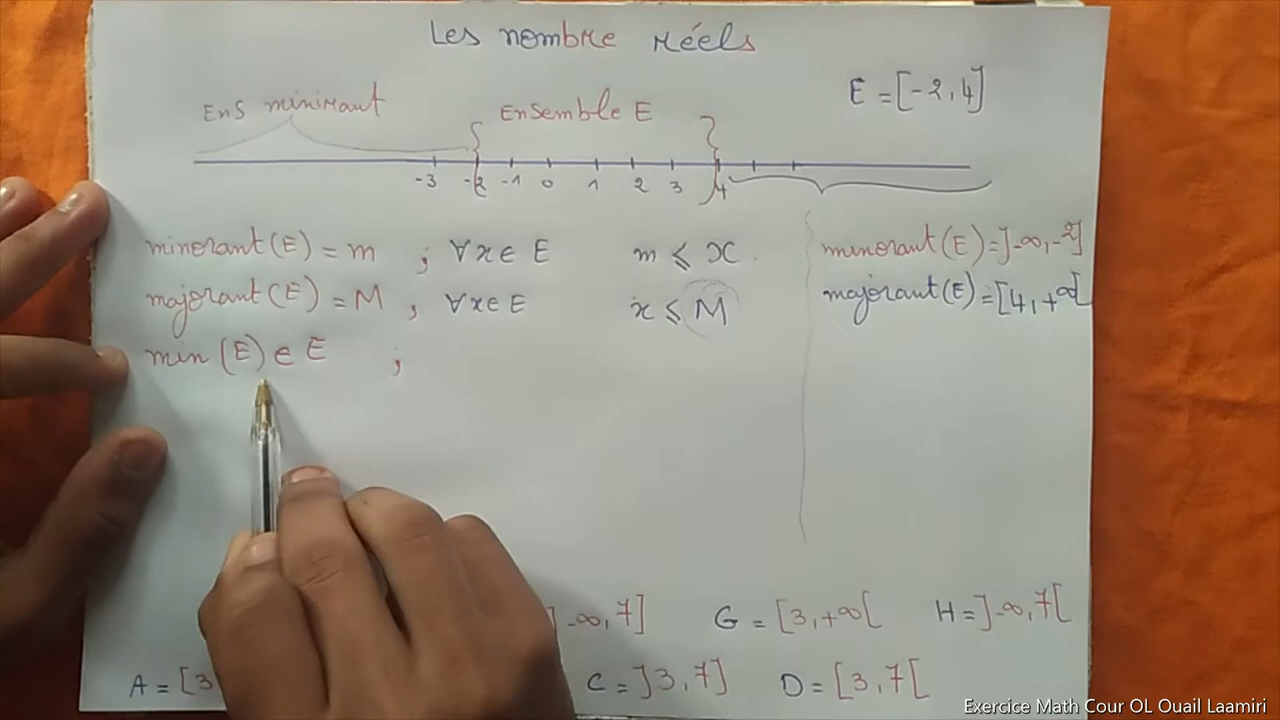 Les nombre réels
Ens minirant
Ensemble E
E = [-2, 4]
-3 -2 -1 0 1 2 3 4
minorant (E) = m ; ∀x ∈ E m ⩽ x
minorant (E) = ]-∞, -2]
majorant (E) = M , ∀x ∈ E x ⩽ M
majorant (E) = [4, +∞[
min (E) ∈ E ;
]-∞, 7] G = [3, +∞[ H = ]-∞, 7[
A = [3 C = ]3, 7] D = [3, 7[
Exercice Math Cour OL Ouail Laamiri